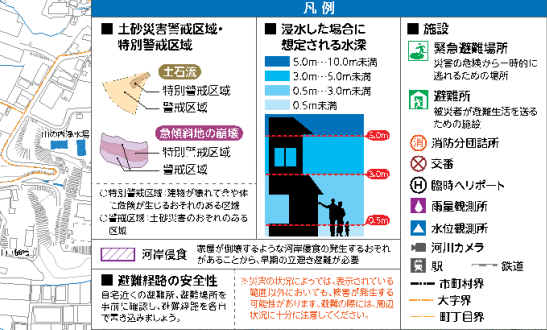 凡例
■ 土砂災害警戒区域・
特別警戒区域
土石流
特別警戒区域
警戒区域
急傾斜地の崩壊
特別警戒区域
警戒区域
○特別警戒区域:建物が壊れて命や体
に危険が生じるおそれのある区域
○警戒区域:土砂災害のおそれのある
区域
■ 浸水した場合に
想定される水深
5.0m…10.0m未満
3.0m…5.0m未満
0.5m…3.0m未満
0.5m未満
5.0m
3.0m
0.5m
河岸侵食
家屋が倒壊するような河岸侵食の発生するおそれ
があることから、早期の立退き避難が必要
■ 避難経路の安全性
自宅近くの避難所、避難場所を
事前に確認し、避難経路を各自
で書き込みましょう。
※災害の状況によっては、表示されている
範囲以外においても、被害が発生する
可能性があります。避難の際には、周辺
状況に十分に注意してください。
■ 施設
緊急避難場所
災害の危険から一時的に
逃れるための場所
避難所
被災者が避難生活を送る
ための施設
消 消防分団詰所
交番
H 臨時ヘリポート
雨量観測所
水位観測所
河川カメラ
駅
鉄道
市町村界
大字界
町丁目界
山の内浄水場